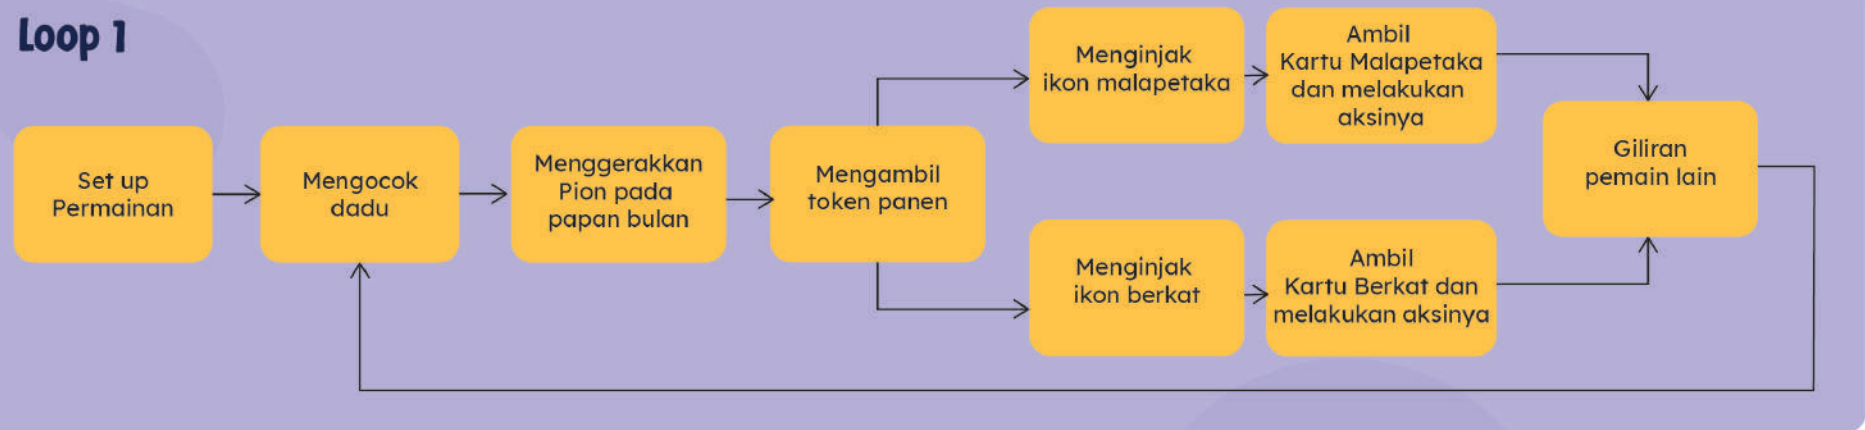 Loop 1
Set up
Permainan
Mengocok
dadu
Menggerakkan
Pion pada
papan bulan
Mengambil
token panen
Menginjak
ikon malapetaka
Ambil
Kartu Malapetaka
dan melakukan
aksinya
Menginjak
ikon berkat
Ambil
Kartu Berkat dan
melakukan aksinya
Giliran
pemain lain